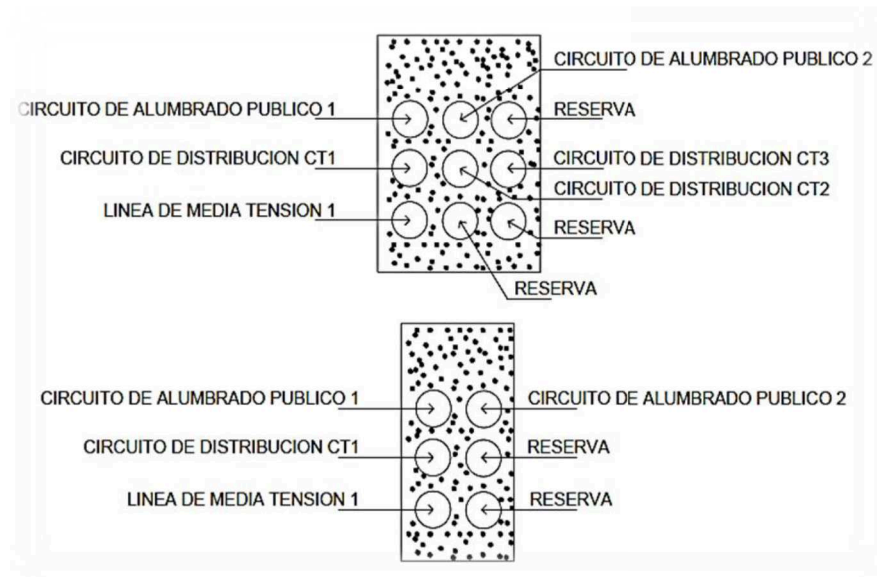 CIRCUITO DE ALUMBRADO PUBLICO 2
CIRCUITO DE ALUMBRADO PUBLICO 1
RESERVA
CIRCUITO DE DISTRIBUCION CT1
CIRCUITO DE DISTRIBUCION CT3
CIRCUITO DE DISTRIBUCION CT2
LINEA DE MEDIA TENSION 1
RESERVA
RESERVA
CIRCUITO DE ALUMBRADO PUBLICO 1
CIRCUITO DE ALUMBRADO PUBLICO 2
CIRCUITO DE DISTRIBUCION CT1
RESERVA
LINEA DE MEDIA TENSION 1
RESERVA